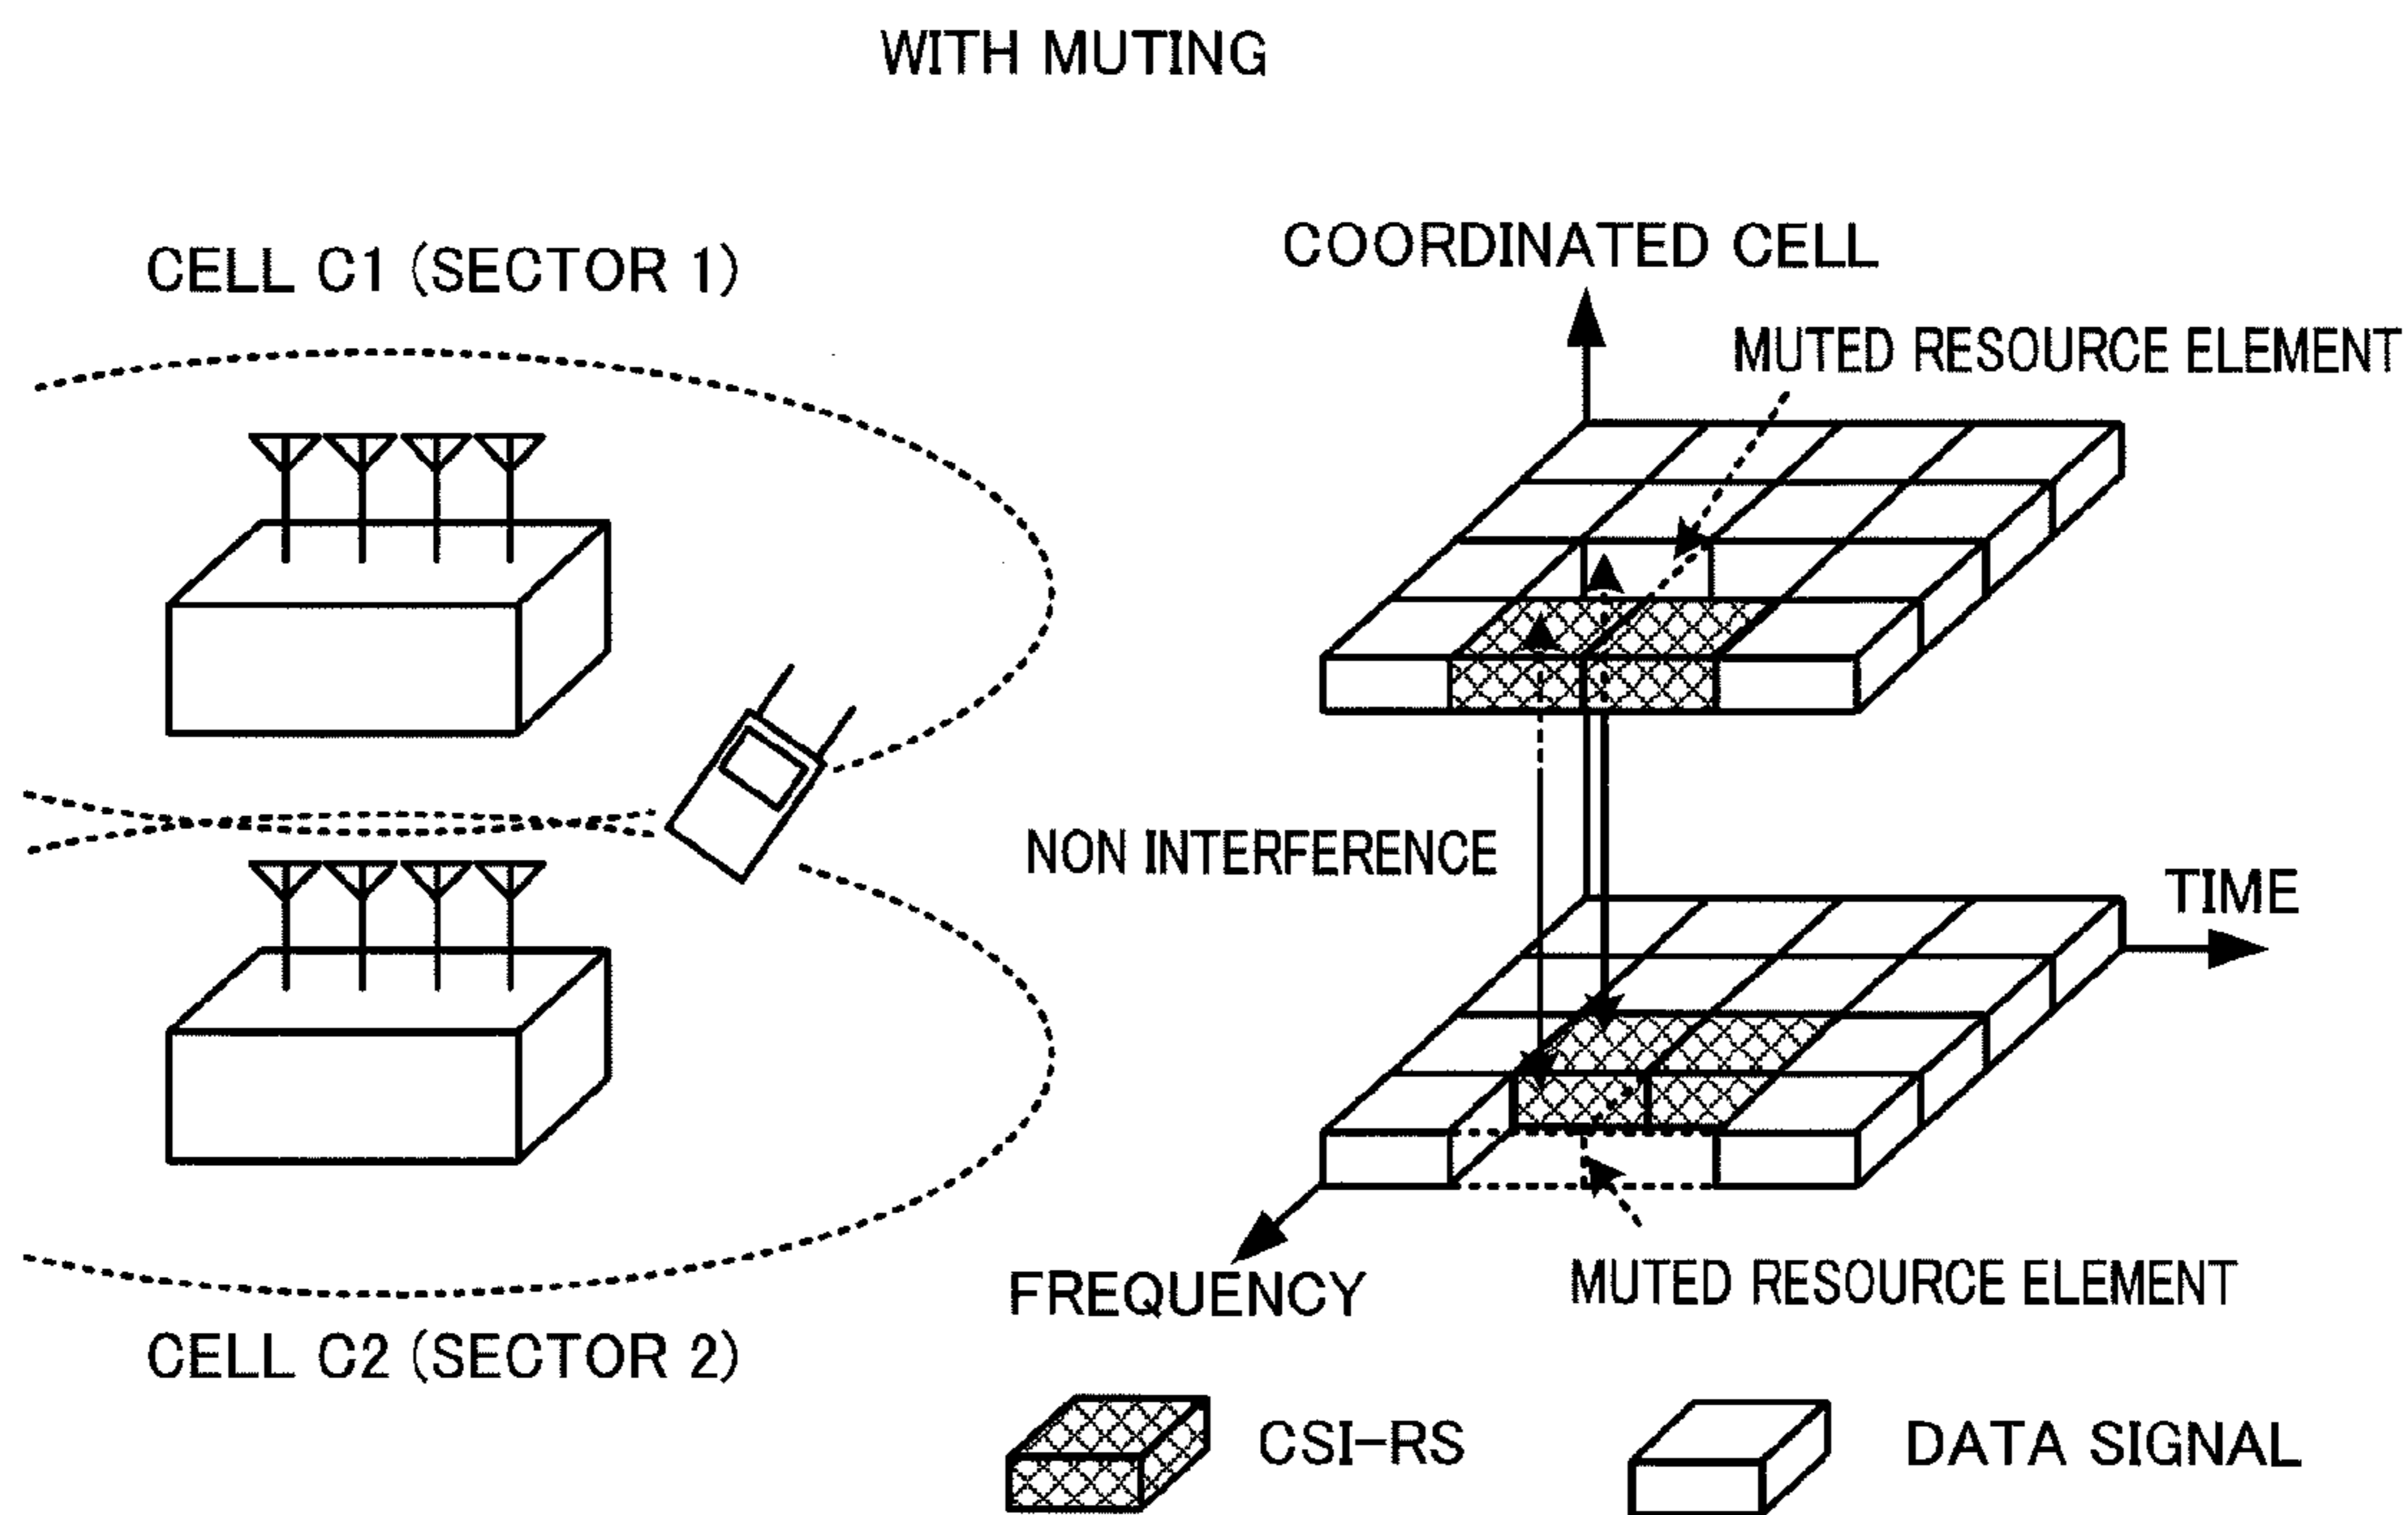 WITH MUTING
CELL C1 (SECTOR 1)
COORDINATED CELL
MUTED RESOURCE ELEMENT
NON INTERFERENCE
TIME
FREQUENCY
MUTED RESOURCE ELEMENT
CELL C2 (SECTOR 2)
CSI-RS
DATA SIGNAL